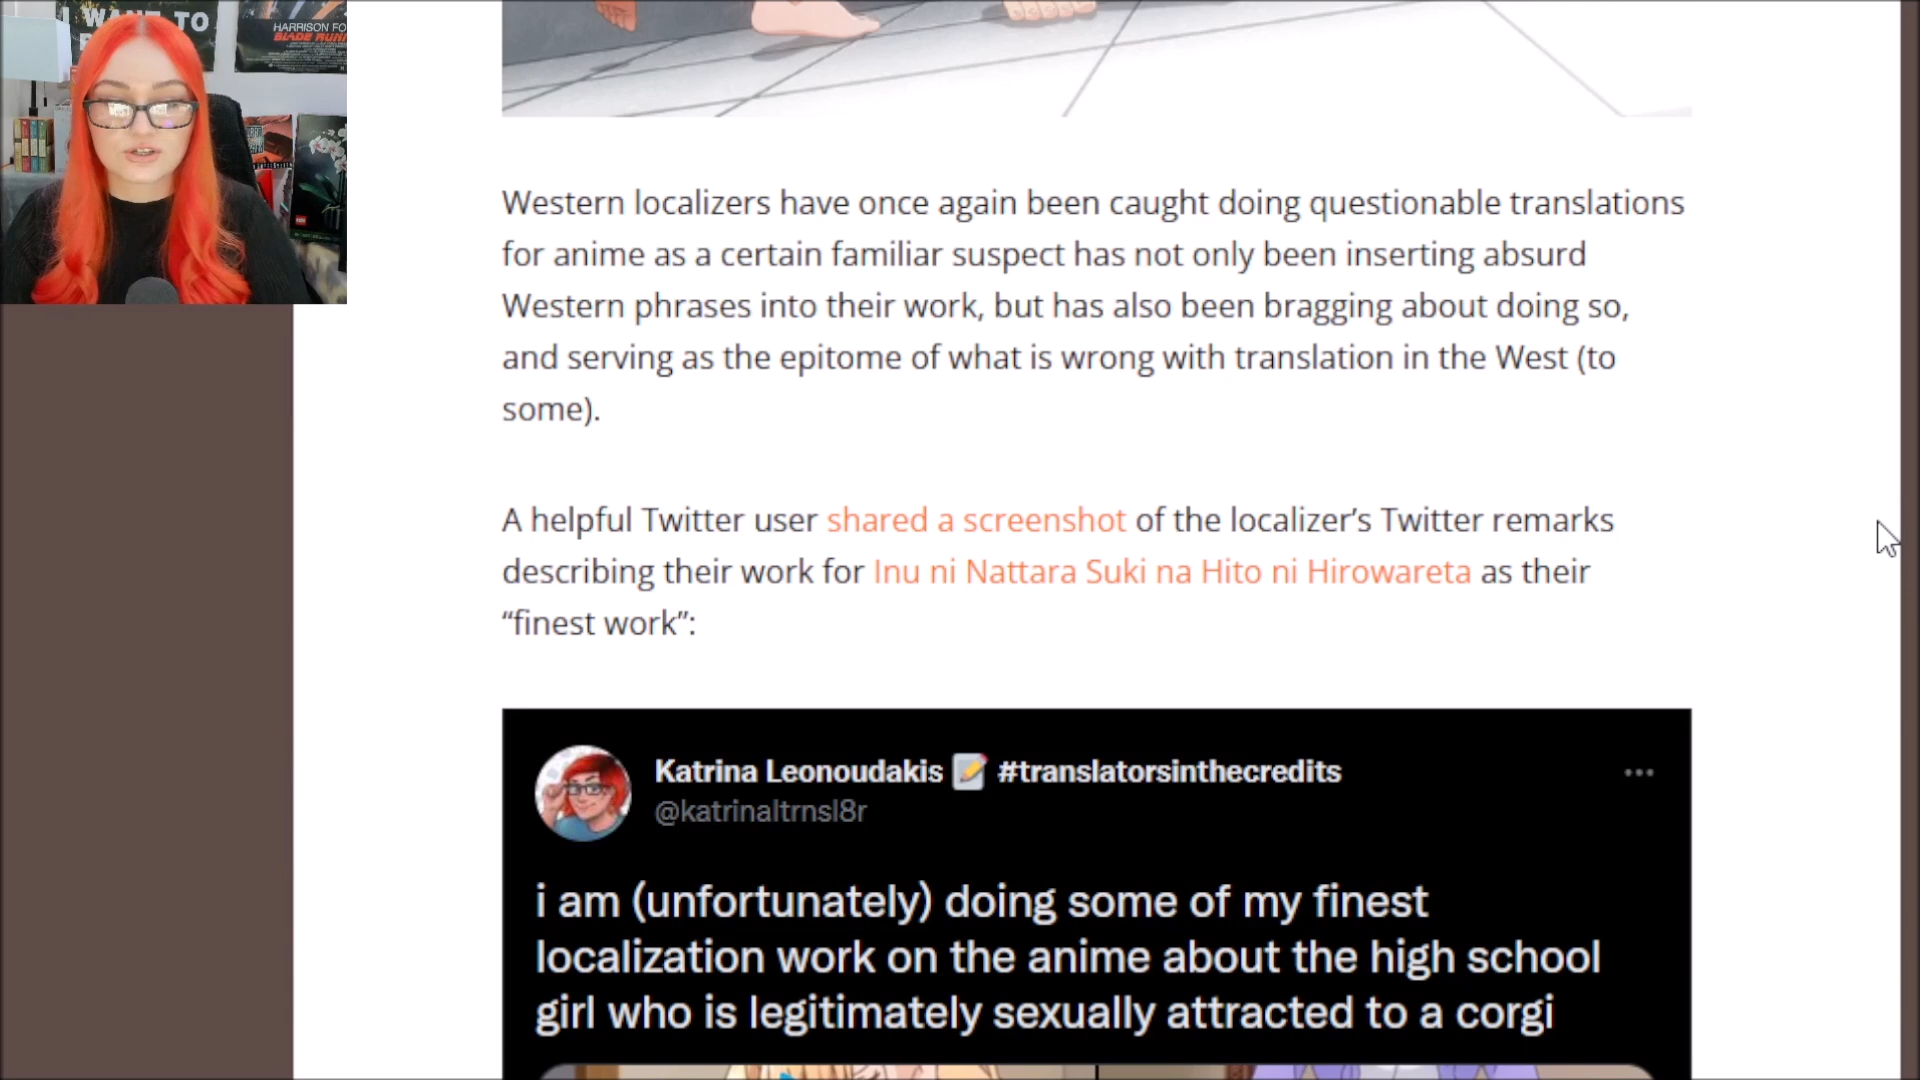 I WANT TO
HARRISON FO
BLADE RUNN
Western localizers have once again been caught doing questionable translations
for anime as a certain familiar suspect has not only been inserting absurd
Western phrases into their work, but has also been bragging about doing so,
and serving as the epitome of what is wrong with translation in the West (to
some).
A helpful Twitter user shared a screenshot of the localizer’s Twitter remarks
describing their work for Inu ni Nattara Suki na Hito ni Hirowareta as their
“finest work”:
Katrina Leonoudakis 📝 #translatorsinthecredits
@katrinaltrnsl8r
i am (unfortunately) doing some of my finest
localization work on the anime about the high school
girl who is legitimately sexually attracted to a corgi